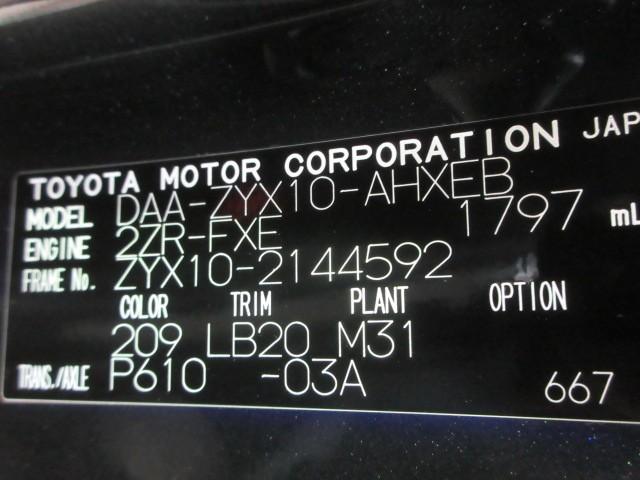 TOYOTA MOTOR CORPORATION JAP
MODEL DAA-ZYX10-AHXEB
ENGINE 2ZR-FXE 1797 mL
FRAME No. ZYX10-2144592
COLOR TRIM PLANT OPTION
209 LB20 M31
TRANS./AXLE P610 -03A 667